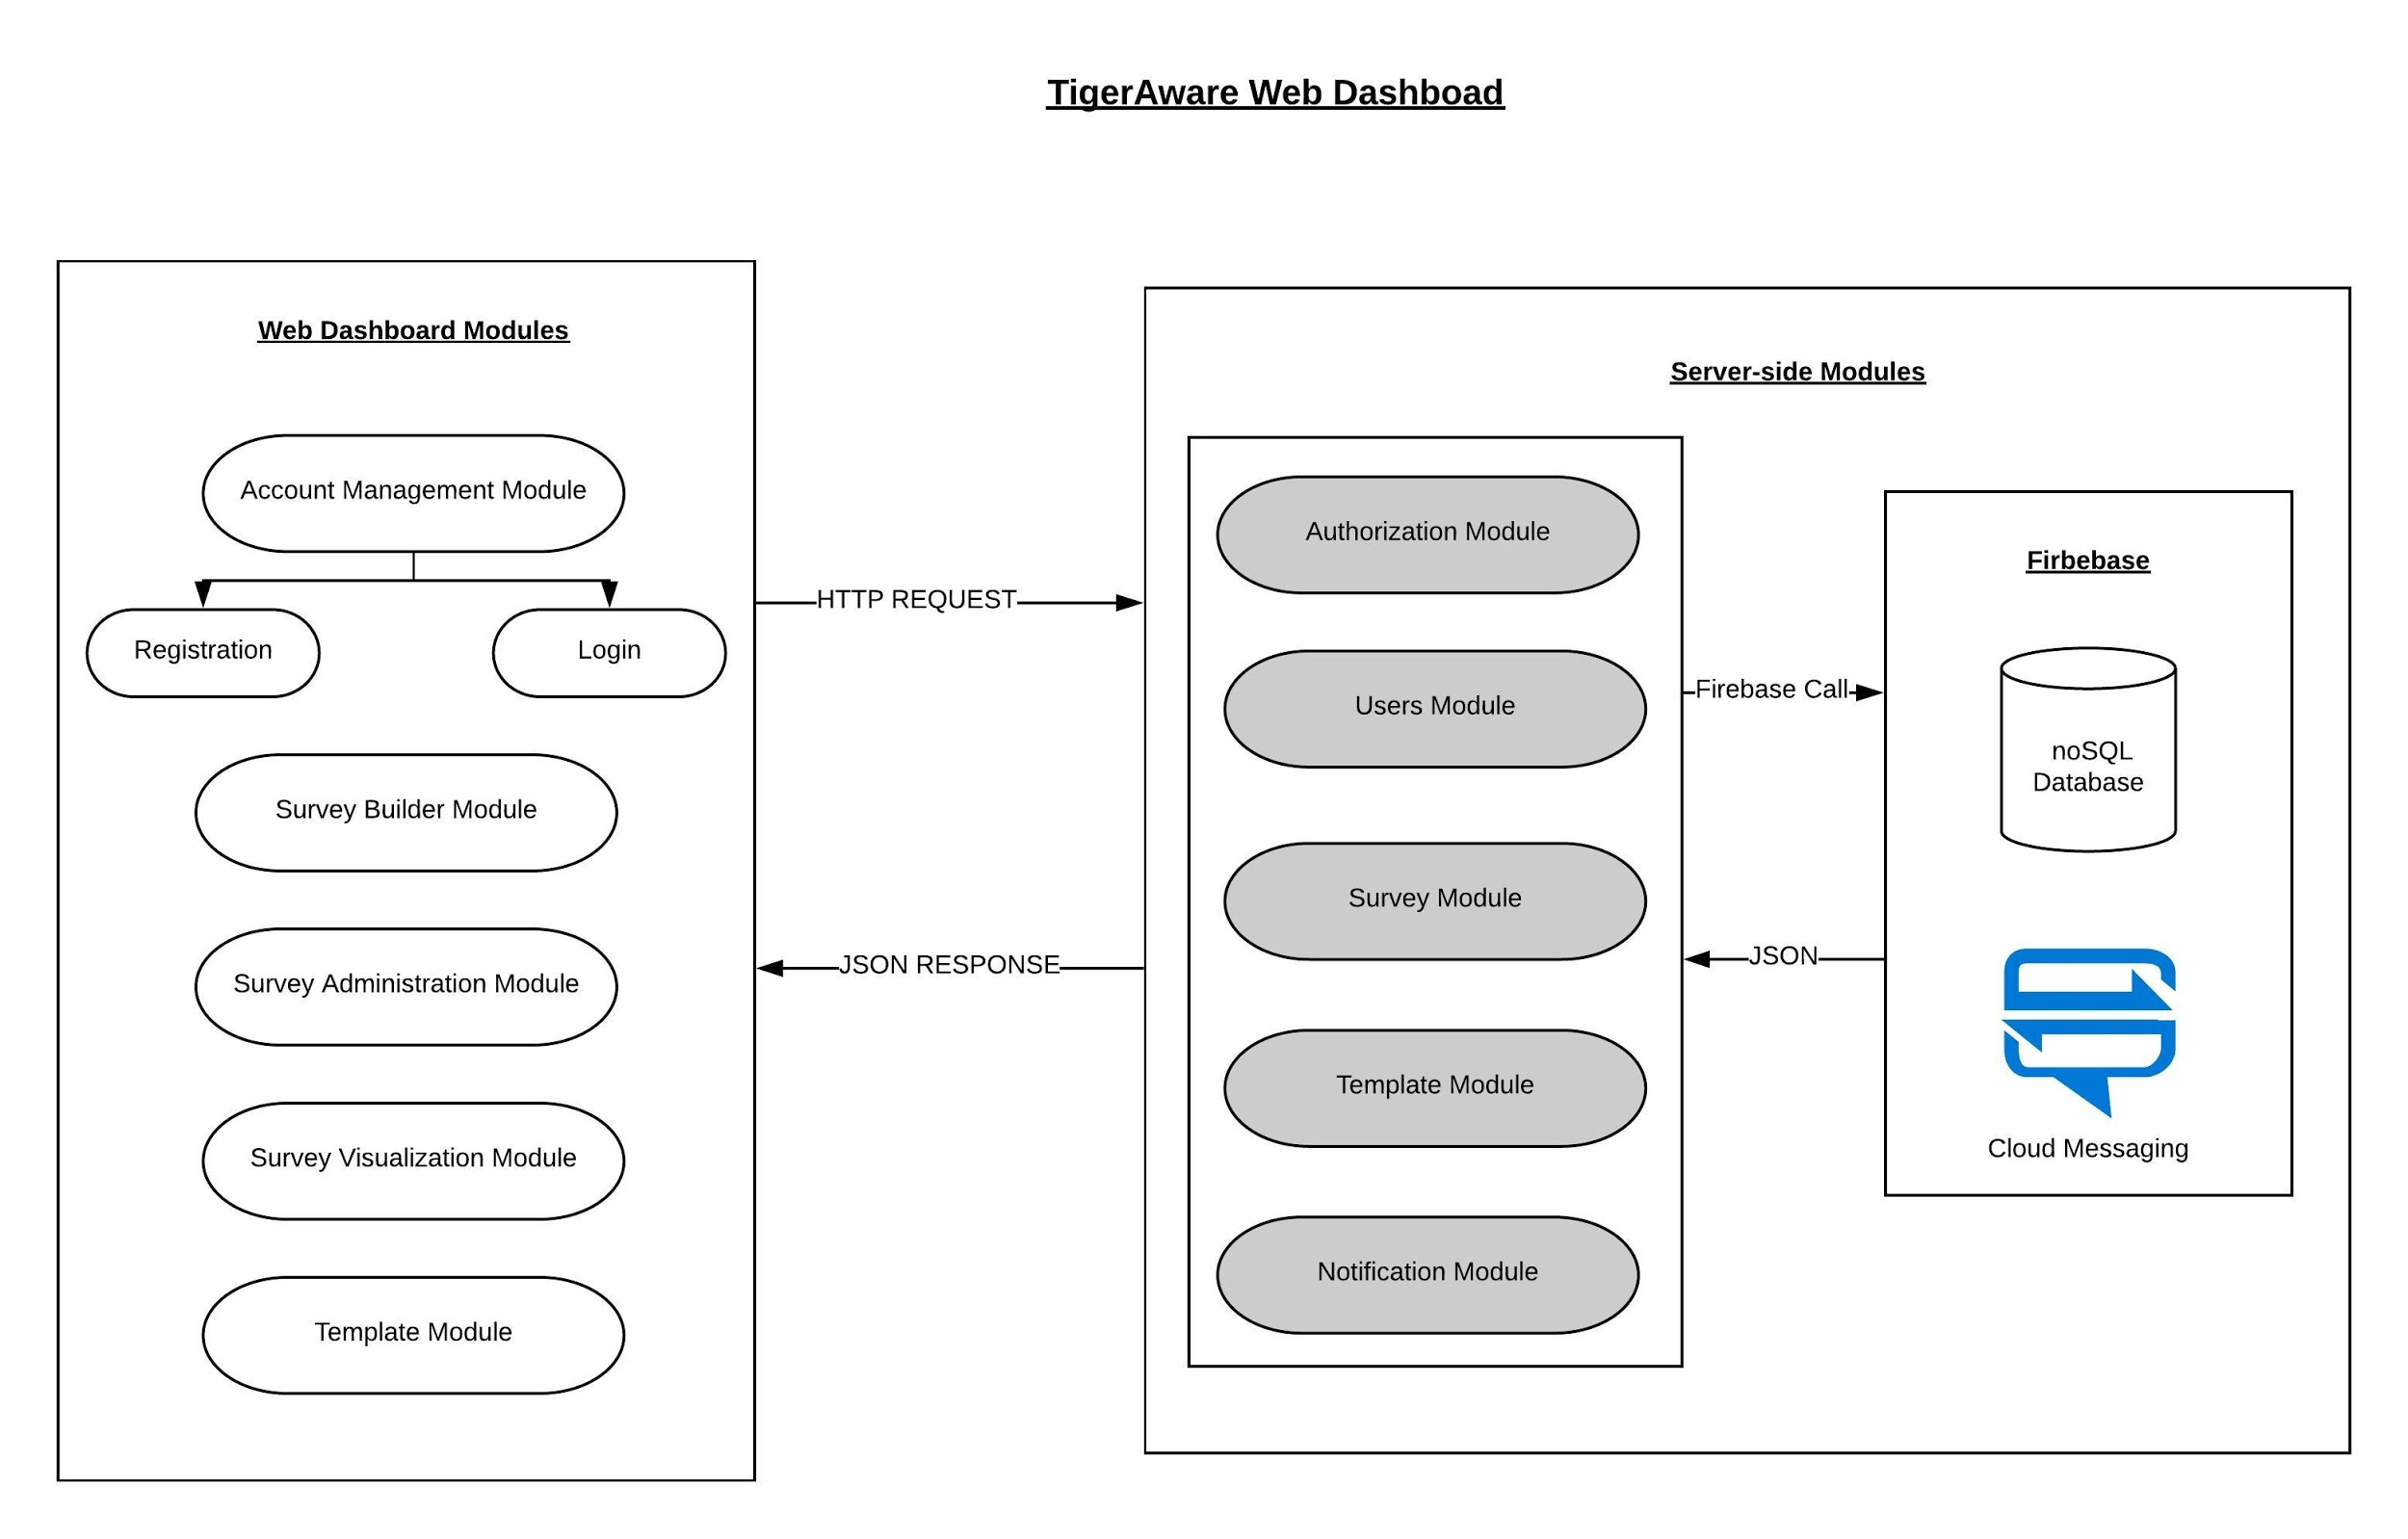 TigerAware Web Dashboad
Web Dashboard Modules
Account Management Module
Registration
Login
Survey Builder Module
Survey Administration Module
Survey Visualization Module
Template Module
HTTP REQUEST
JSON RESPONSE
Server-side Modules
Authorization Module
Users Module
Survey Module
Template Module
Notification Module
Firebase Call
JSON
Firbebase
noSQL
Database
Cloud Messaging